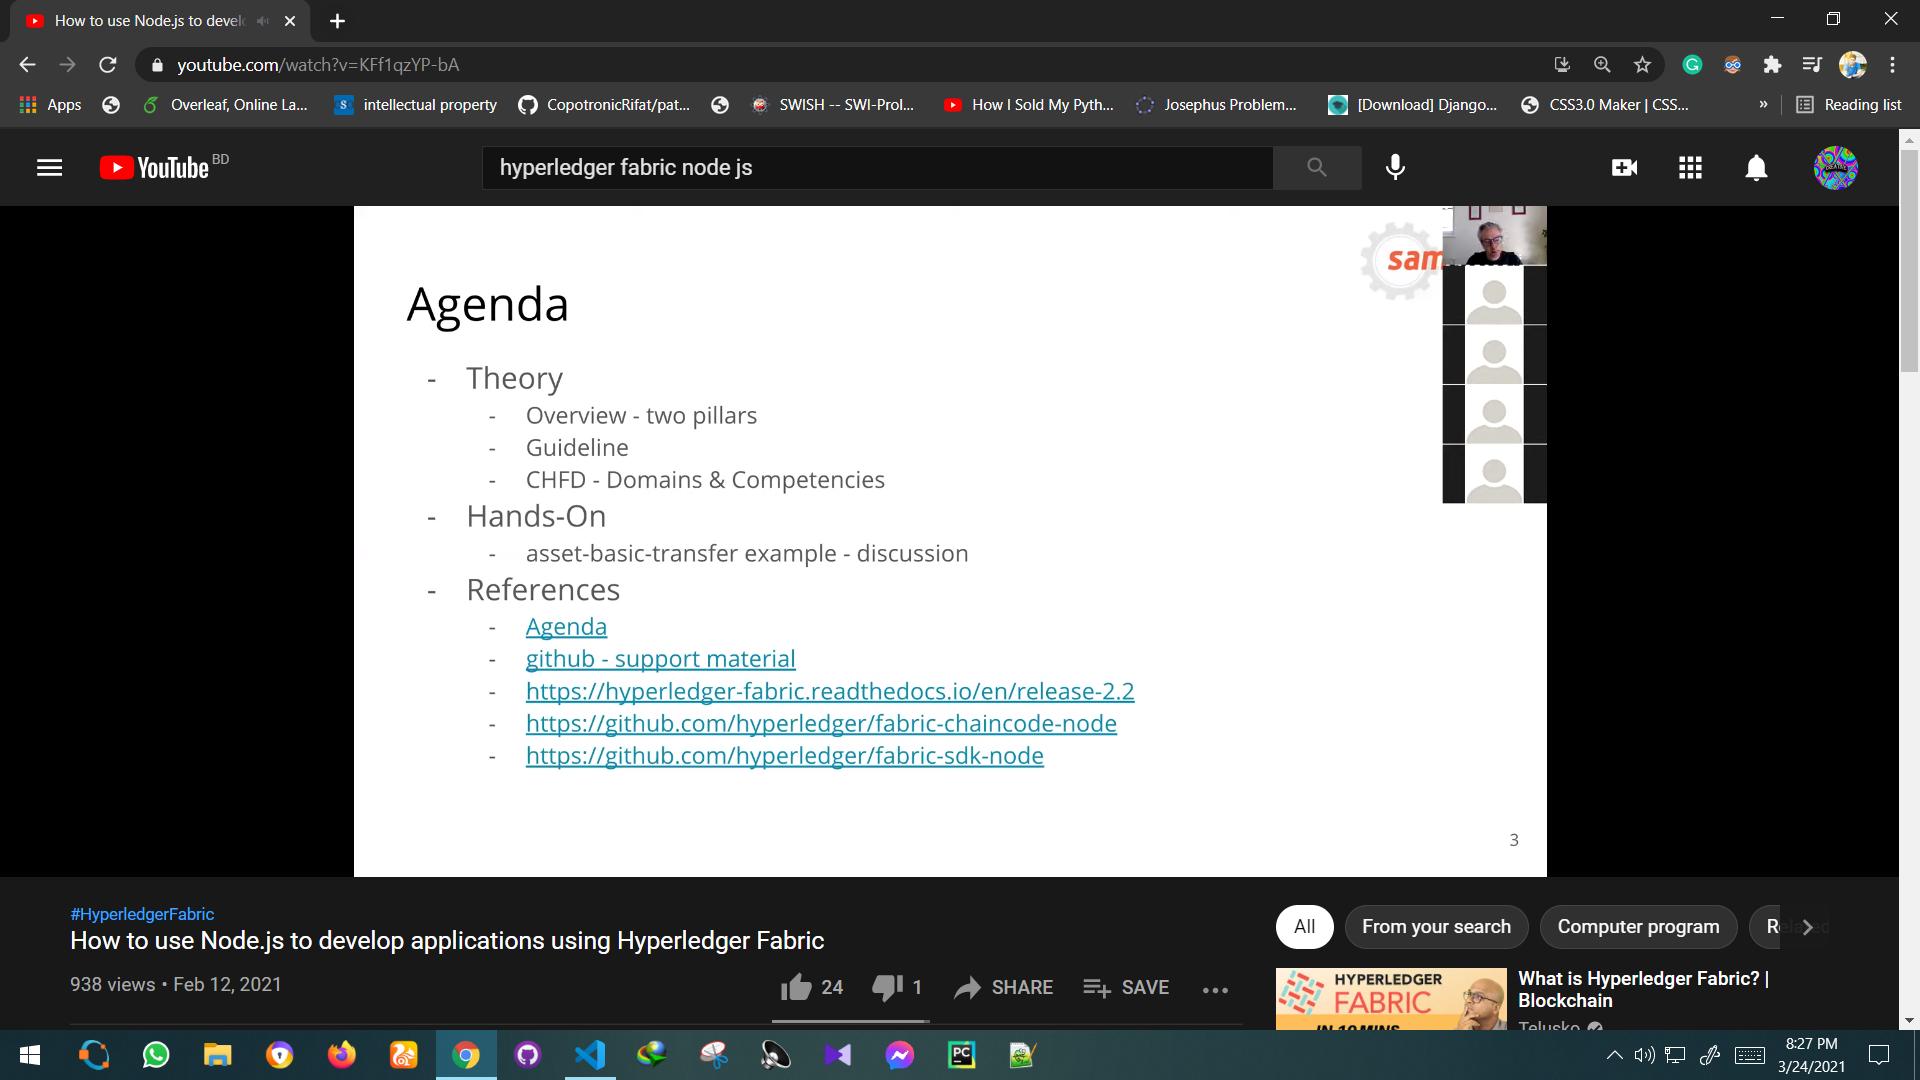 How to use Node.js to devel
youtube.com/watch?v=KFf1qzYP-bA
Apps
Overleaf, Online La...
S
intellectual property
CopotronicRifat/pat...
SWISH -- SWI-Prol...
How I Sold My Pyth...
Josephus Problem...
[Download] Django...
CSS3.0 Maker | CSS...
»
Reading list
YouTube BD
hyperledger fabric node js
sam
Agenda
- Theory
- Overview - two pillars
- Guideline
- CHFD - Domains & Competencies
- Hands-On
- asset-basic-transfer example - discussion
- References
- Agenda
- github - support material
- https://hyperledger-fabric.readthedocs.io/en/release-2.2
- https://github.com/hyperledger/fabric-chaincode-node
- https://github.com/hyperledger/fabric-sdk-node
3
#HyperledgerFabric
How to use Node.js to develop applications using Hyperledger Fabric
938 views • Feb 12, 2021
24
1
SHARE
SAVE
All
From your search
Computer program
HYPERLEDGER
FABRIC
IN 10 MINS
What is Hyperledger Fabric? |
Blockchain
Telusko
PC
8:27 PM
3/24/2021